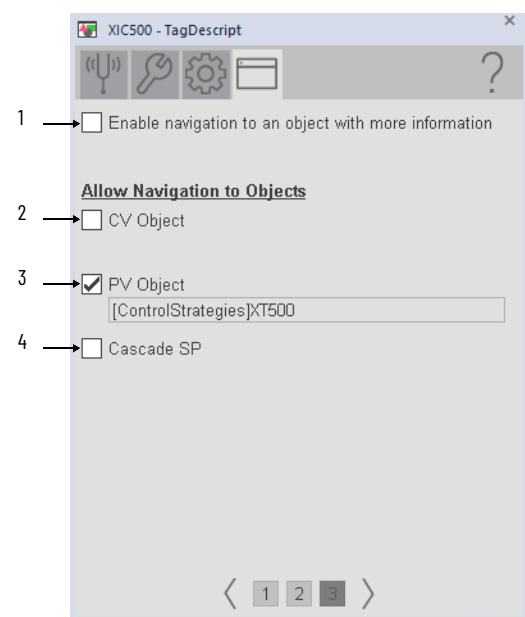 XIC500 - TagDescript
×
?
1
Enable navigation to an object with more information
Allow Navigation to Objects
2
CV Object
3
PV Object
[ControlStrategies]XT500
4
Cascade SP
1 2 3